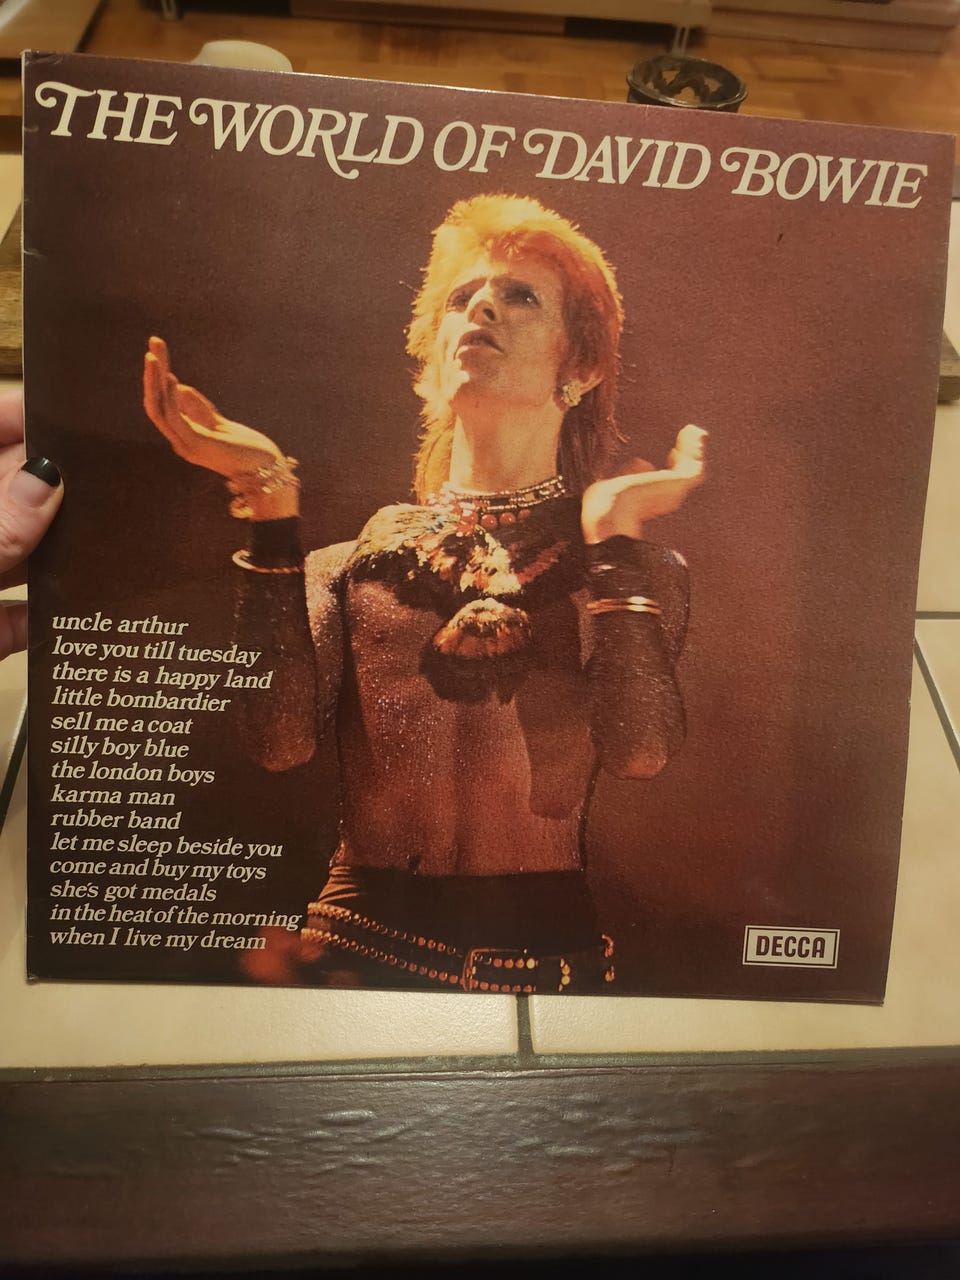 THE WORLD OF DAVID BOWIE
uncle arthur
love you till tuesday
there is a happy land
little bombardier
sell me a coat
silly boy blue
the london boys
karma man
rubber band
let me sleep beside you
come and buy my toys
she's got medals
in the heat of the morning
when I live my dream
DECCA